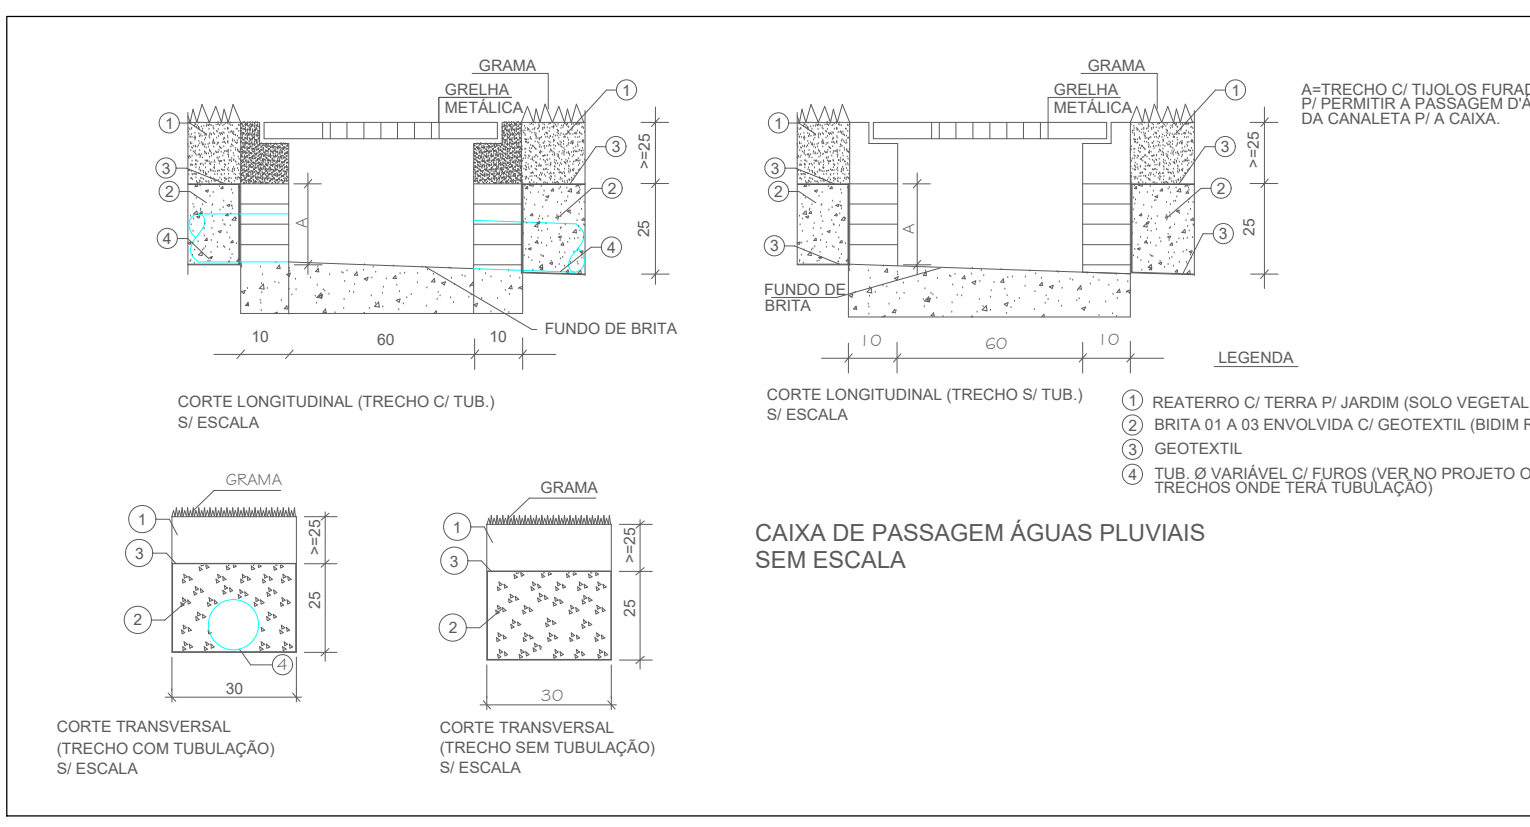 GRAMA
GRELHA
METÁLICA
1
1
3
3
2
2
4
4
A
>=25
25
FUNDO DE BRITA
10
60
10
CORTE LONGITUDINAL (TRECHO C/ TUB.)
S/ ESCALA
GRAMA
GRELHA
METÁLICA
1
1
3
3
2
2
3
3
A
>=25
25
FUNDO DE
BRITA
10
60
10
CORTE LONGITUDINAL (TRECHO S/ TUB.)
S/ ESCALA
A=TRECHO C/ TIJOLOS
P/ PERMITIR A PASSAGEM
DA CANALETA P/ A CAIXA.
LEGENDA
1 REATERRO C/ TERRA P/ JARDIM (SOLO VEGETAL
2 BRITA 01 A 03 ENVOLVIDA C/ GEOTEXTIL (BIDIM
3 GEOTEXTIL
4 TUB. Ø VARIÁVEL C/ FUROS (VER NO PROJETO
TRECHOS ONDE TERÁ TUBULAÇÃO)
GRAMA
1
3
2
4
>=25
25
30
CORTE TRANSVERSAL
(TRECHO COM TUBULAÇÃO)
S/ ESCALA
GRAMA
1
3
2
>=25
25
30
CORTE TRANSVERSAL
(TRECHO SEM TUBULAÇÃO)
S/ ESCALA
CAIXA DE PASSAGEM ÁGUAS PLUVIAIS
SEM ESCALA